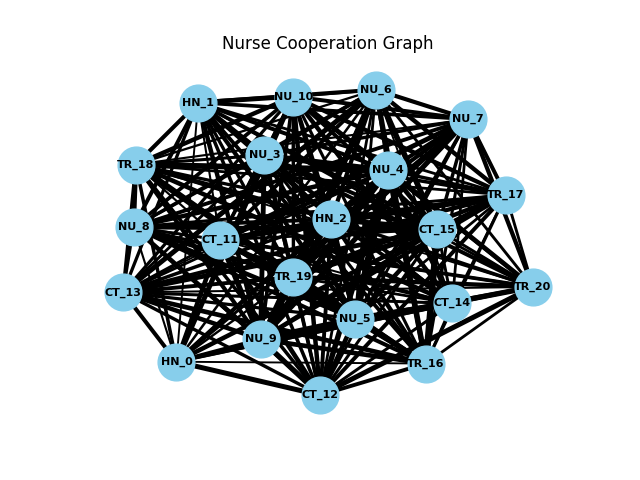 Nurse Cooperation Graph
NU_6
NU_10
HN_1
NU_7
NU_3
TR_18
NU_4
TR_17
HN_2
NU_8
CT_15
CT_11
TR_19
TR_20
CT_13
CT_14
NU_5
NU_9
HN_0
TR_16
CT_12